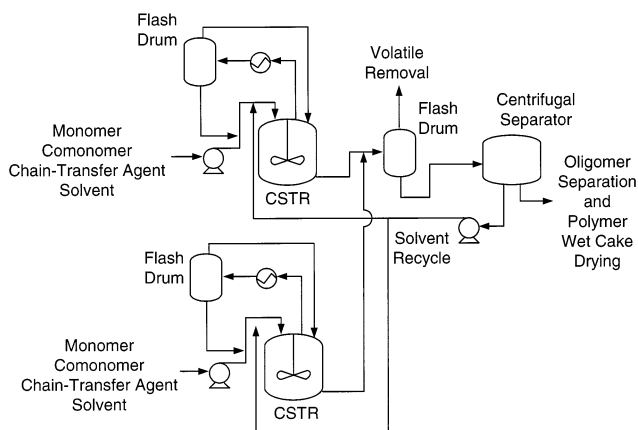 Flash
Drum
Volatile
Removal
Flash
Drum
Centrifugal
Separator
Monomer
Comonomer
Chain-Transfer Agent
Solvent
CSTR
Oligomer
Separation
and
Polymer
Wet Cake
Drying
Solvent
Recycle
Flash
Drum
Monomer
Comonomer
Chain-Transfer Agent
Solvent
CSTR